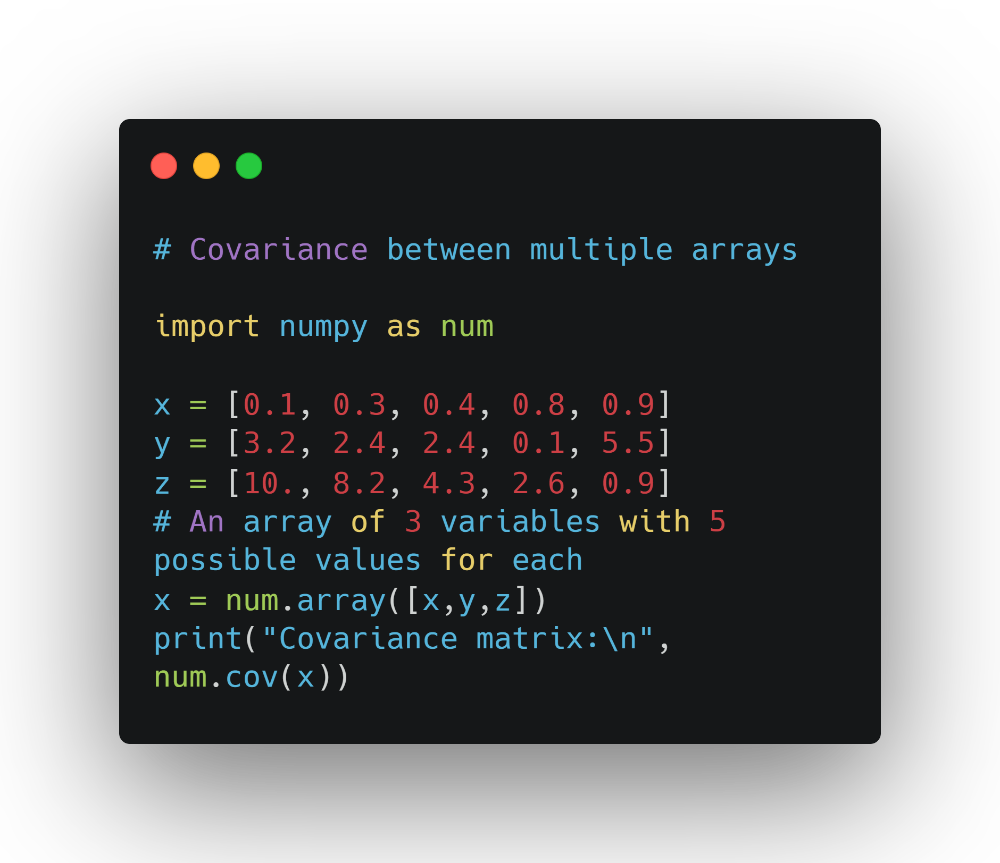 # Covariance between multiple arrays
import numpy as num
x = [0.1, 0.3, 0.4, 0.8, 0.9]
y = [3.2, 2.4, 2.4, 0.1, 5.5]
z = [10., 8.2, 4.3, 2.6, 0.9]
# An array of 3 variables with 5
possible values for each
x = num.array([x,y,z])
print("Covariance matrix:\n",
num.cov(x))